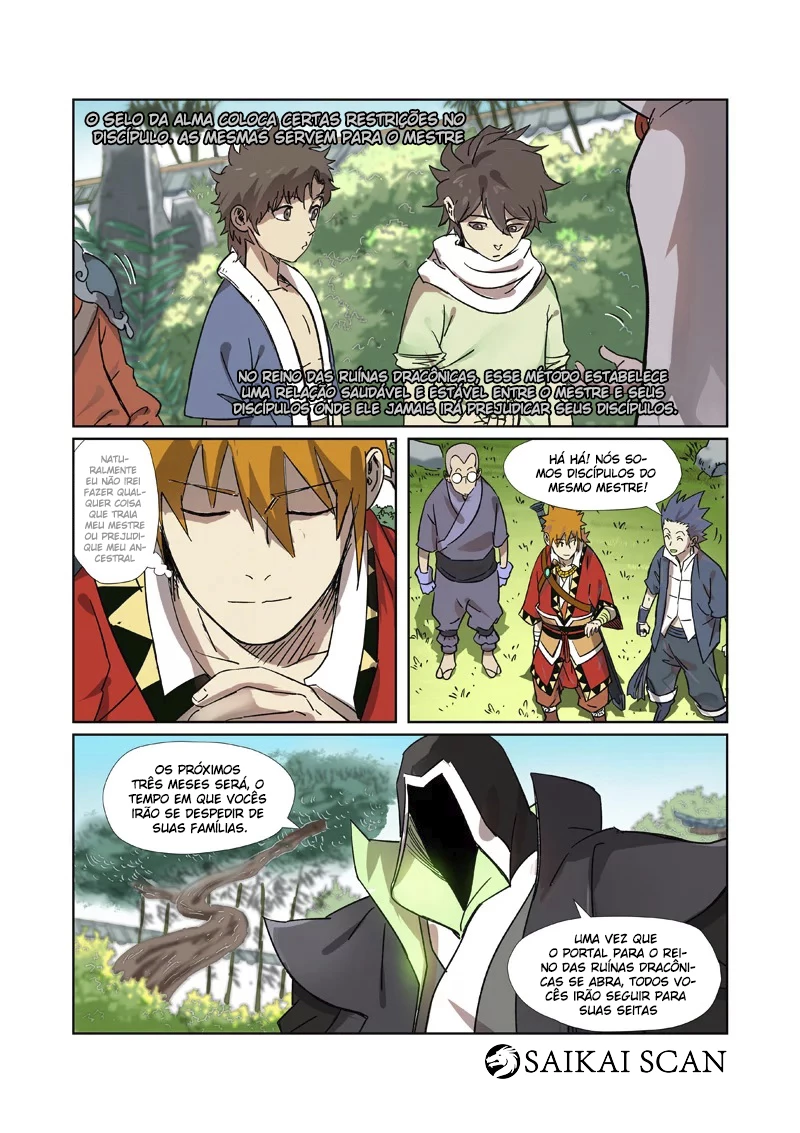 O SELO DA ALMA COLOCA CERTAS RESTRIÇÕES NO
DISCÍPULO. AS MESMAS SERVEM PARA O MESTRE
NO REINO DAS RUÍNAS DRACÔNICAS, ESSE MÉTODO ESTABELECE
UMA RELAÇÃO SAUDÁVEL E ESTÁVEL ENTRE O MESTRE E SEUS
DISCÍPULOS ONDE ELE JAMAIS IRÁ PREJUDICAR SEUS DISCÍPULOS.
NATU-
RALMENTE
EU NÃO IREI
FAZER QUAL-
QUER COISA
QUE TRAIA
MEU MESTRE
OU PREJUDI-
QUE MEU AN-
CESTRAL
HÁ HÁ! NÓS SO-
MOS DISCÍPULOS DO
MESMO MESTRE!
OS PRÓXIMOS
TRÊS MESES SERÁ, O
TEMPO EM QUE VOCÊS
IRÃO SE DESPEDIR DE
SUAS FAMÍLIAS.
UMA VEZ QUE
O PORTAL PARA O REI-
NO DAS RUÍNAS DRACÔNI-
CAS SE ABRA, TODOS VO-
CÊS IRÃO SEGUIR PARA
SUAS SEITAS
SAIKAI SCAN